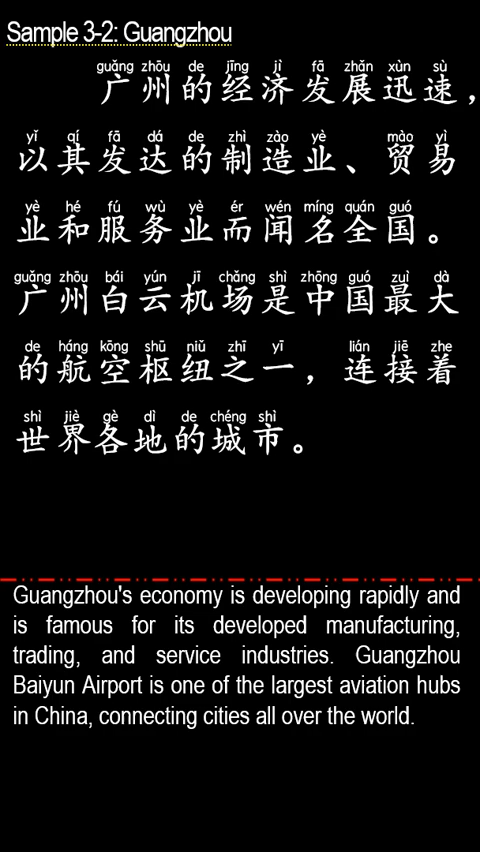 Sample 3-2: Guangzhou
guǎng zhōu de jīng jì fā zhǎn xùn sù
广州的经济发展迅速，
yǐ qí fā dá de zhì zào yè mào yì
以其发达的制造业、贸易
yè hé fú wù yè ér wén míng quán guó
业和服务业而闻名全国。
guǎng zhōu bái yún jī chǎng shì zhōng guó zuì dà
广州白云机场是中国最大
de háng kōng shū niǔ zhī yī lián jiē zhe
的航空枢纽之一，连接着
shì jiè gè dì de chéng shì
世界各地的城市。
Guangzhou's economy is developing rapidly and
is famous for its developed manufacturing,
trading, and service industries. Guangzhou
Baiyun Airport is one of the largest aviation hubs
in China, connecting cities all over the world.